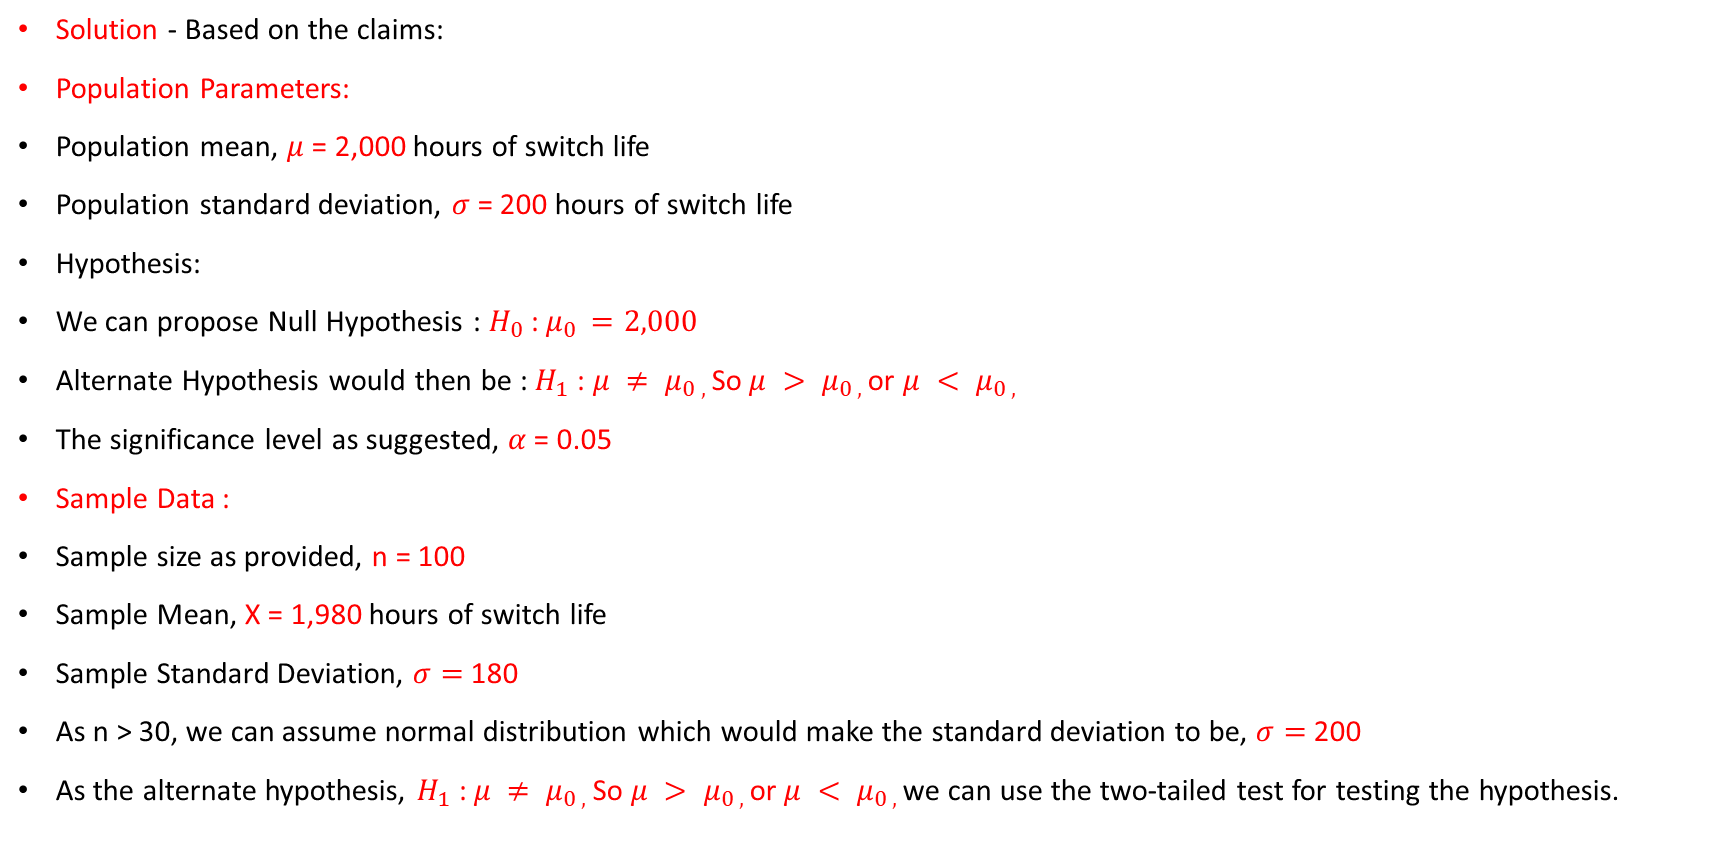 • Solution - Based on the claims:
• Population Parameters:
• Population mean, 𝜇 = 2,000 hours of switch life
• Population standard deviation, 𝜎 = 200 hours of switch life
• Hypothesis:
• We can propose Null Hypothesis : 𝐻₀ : 𝜇₀ = 2,000
• Alternate Hypothesis would then be : 𝐻₁ : 𝜇 ≠ 𝜇₀ , So 𝜇 > 𝜇₀ , or 𝜇 < 𝜇₀ ,
• The significance level as suggested, 𝛼 = 0.05
• Sample Data :
• Sample size as provided, n = 100
• Sample Mean, X = 1,980 hours of switch life
• Sample Standard Deviation, 𝜎 = 180
• As n > 30, we can assume normal distribution which would make the standard deviation to be, 𝜎 = 200
• As the alternate hypothesis, 𝐻₁ : 𝜇 ≠ 𝜇₀ , So 𝜇 > 𝜇₀ , or 𝜇 < 𝜇₀ , we can use the two-tailed test for testing the hypothesis.